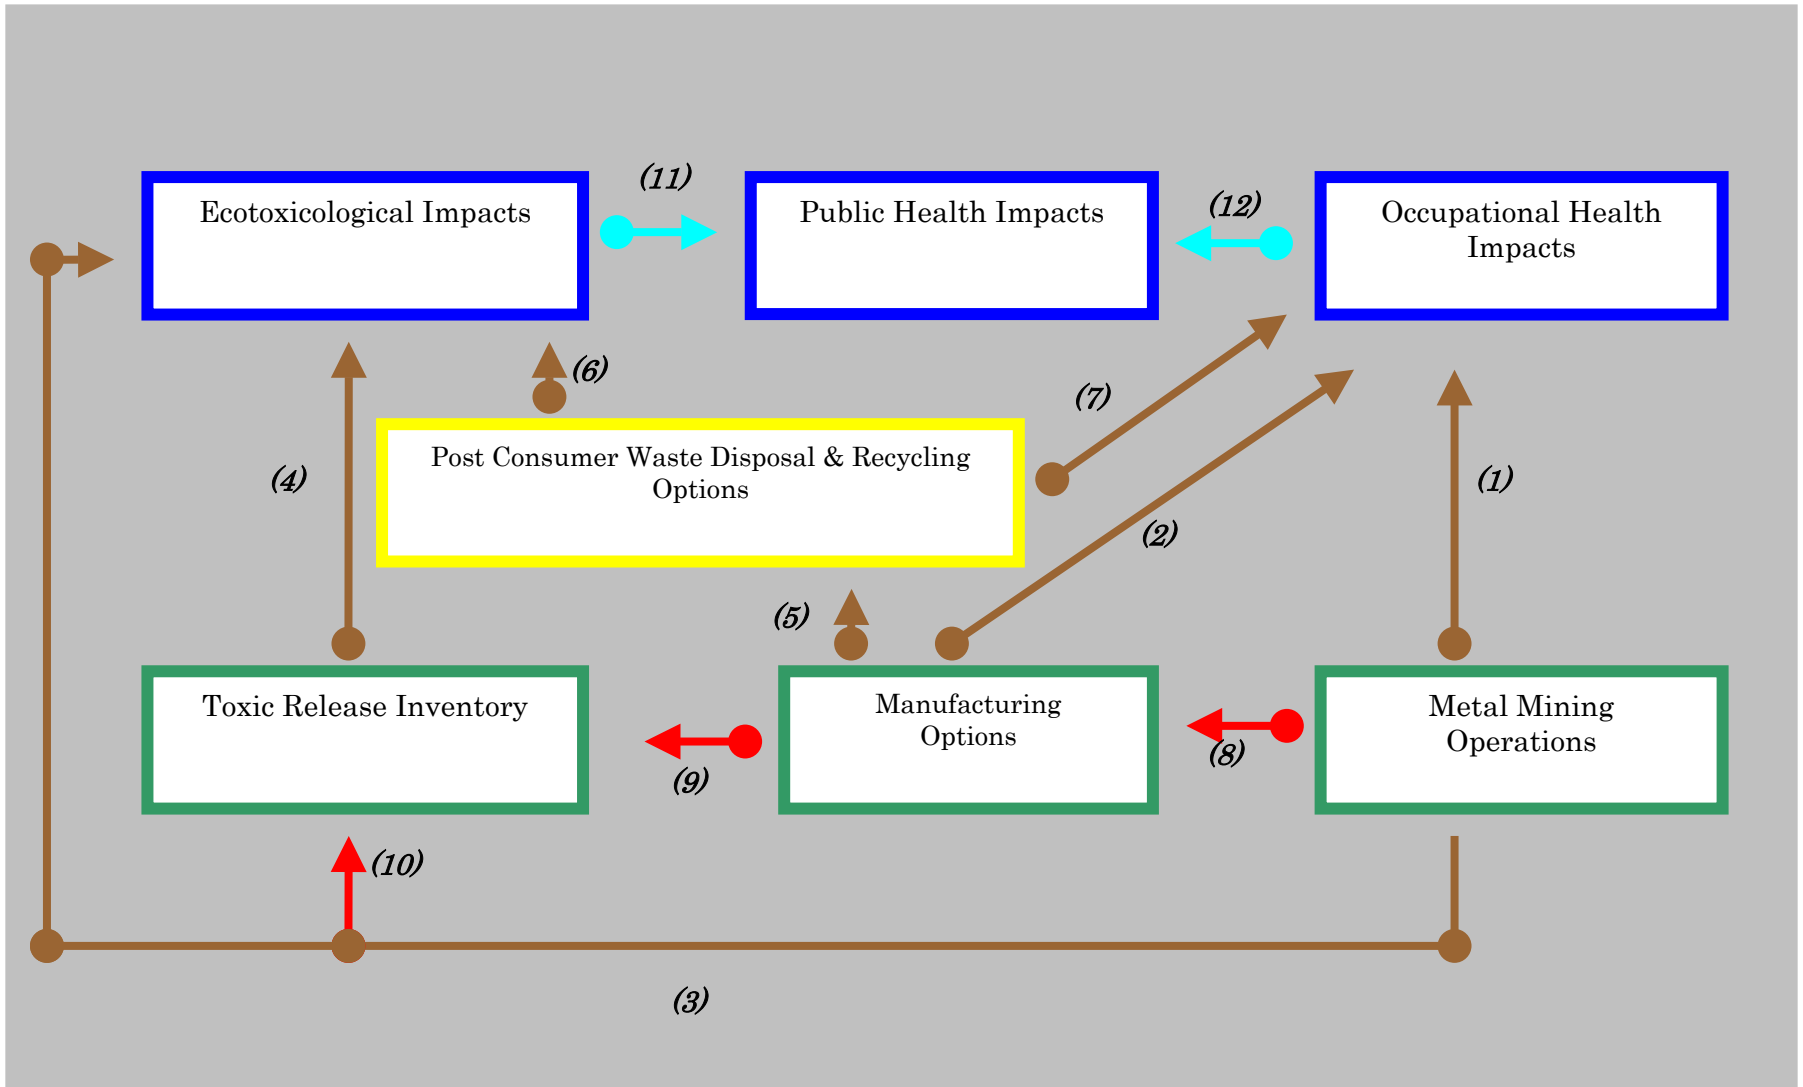 (11)
Ecotoxicological Impacts
Public Health Impacts
(12)
Occupational Health
Impacts
(6)
(7)
(4)
Post Consumer Waste Disposal & Recycling
Options
(1)
(2)
(5)
Toxic Release Inventory
Manufacturing
Options
Metal Mining
Operations
(9)
(8)
(10)
(3)